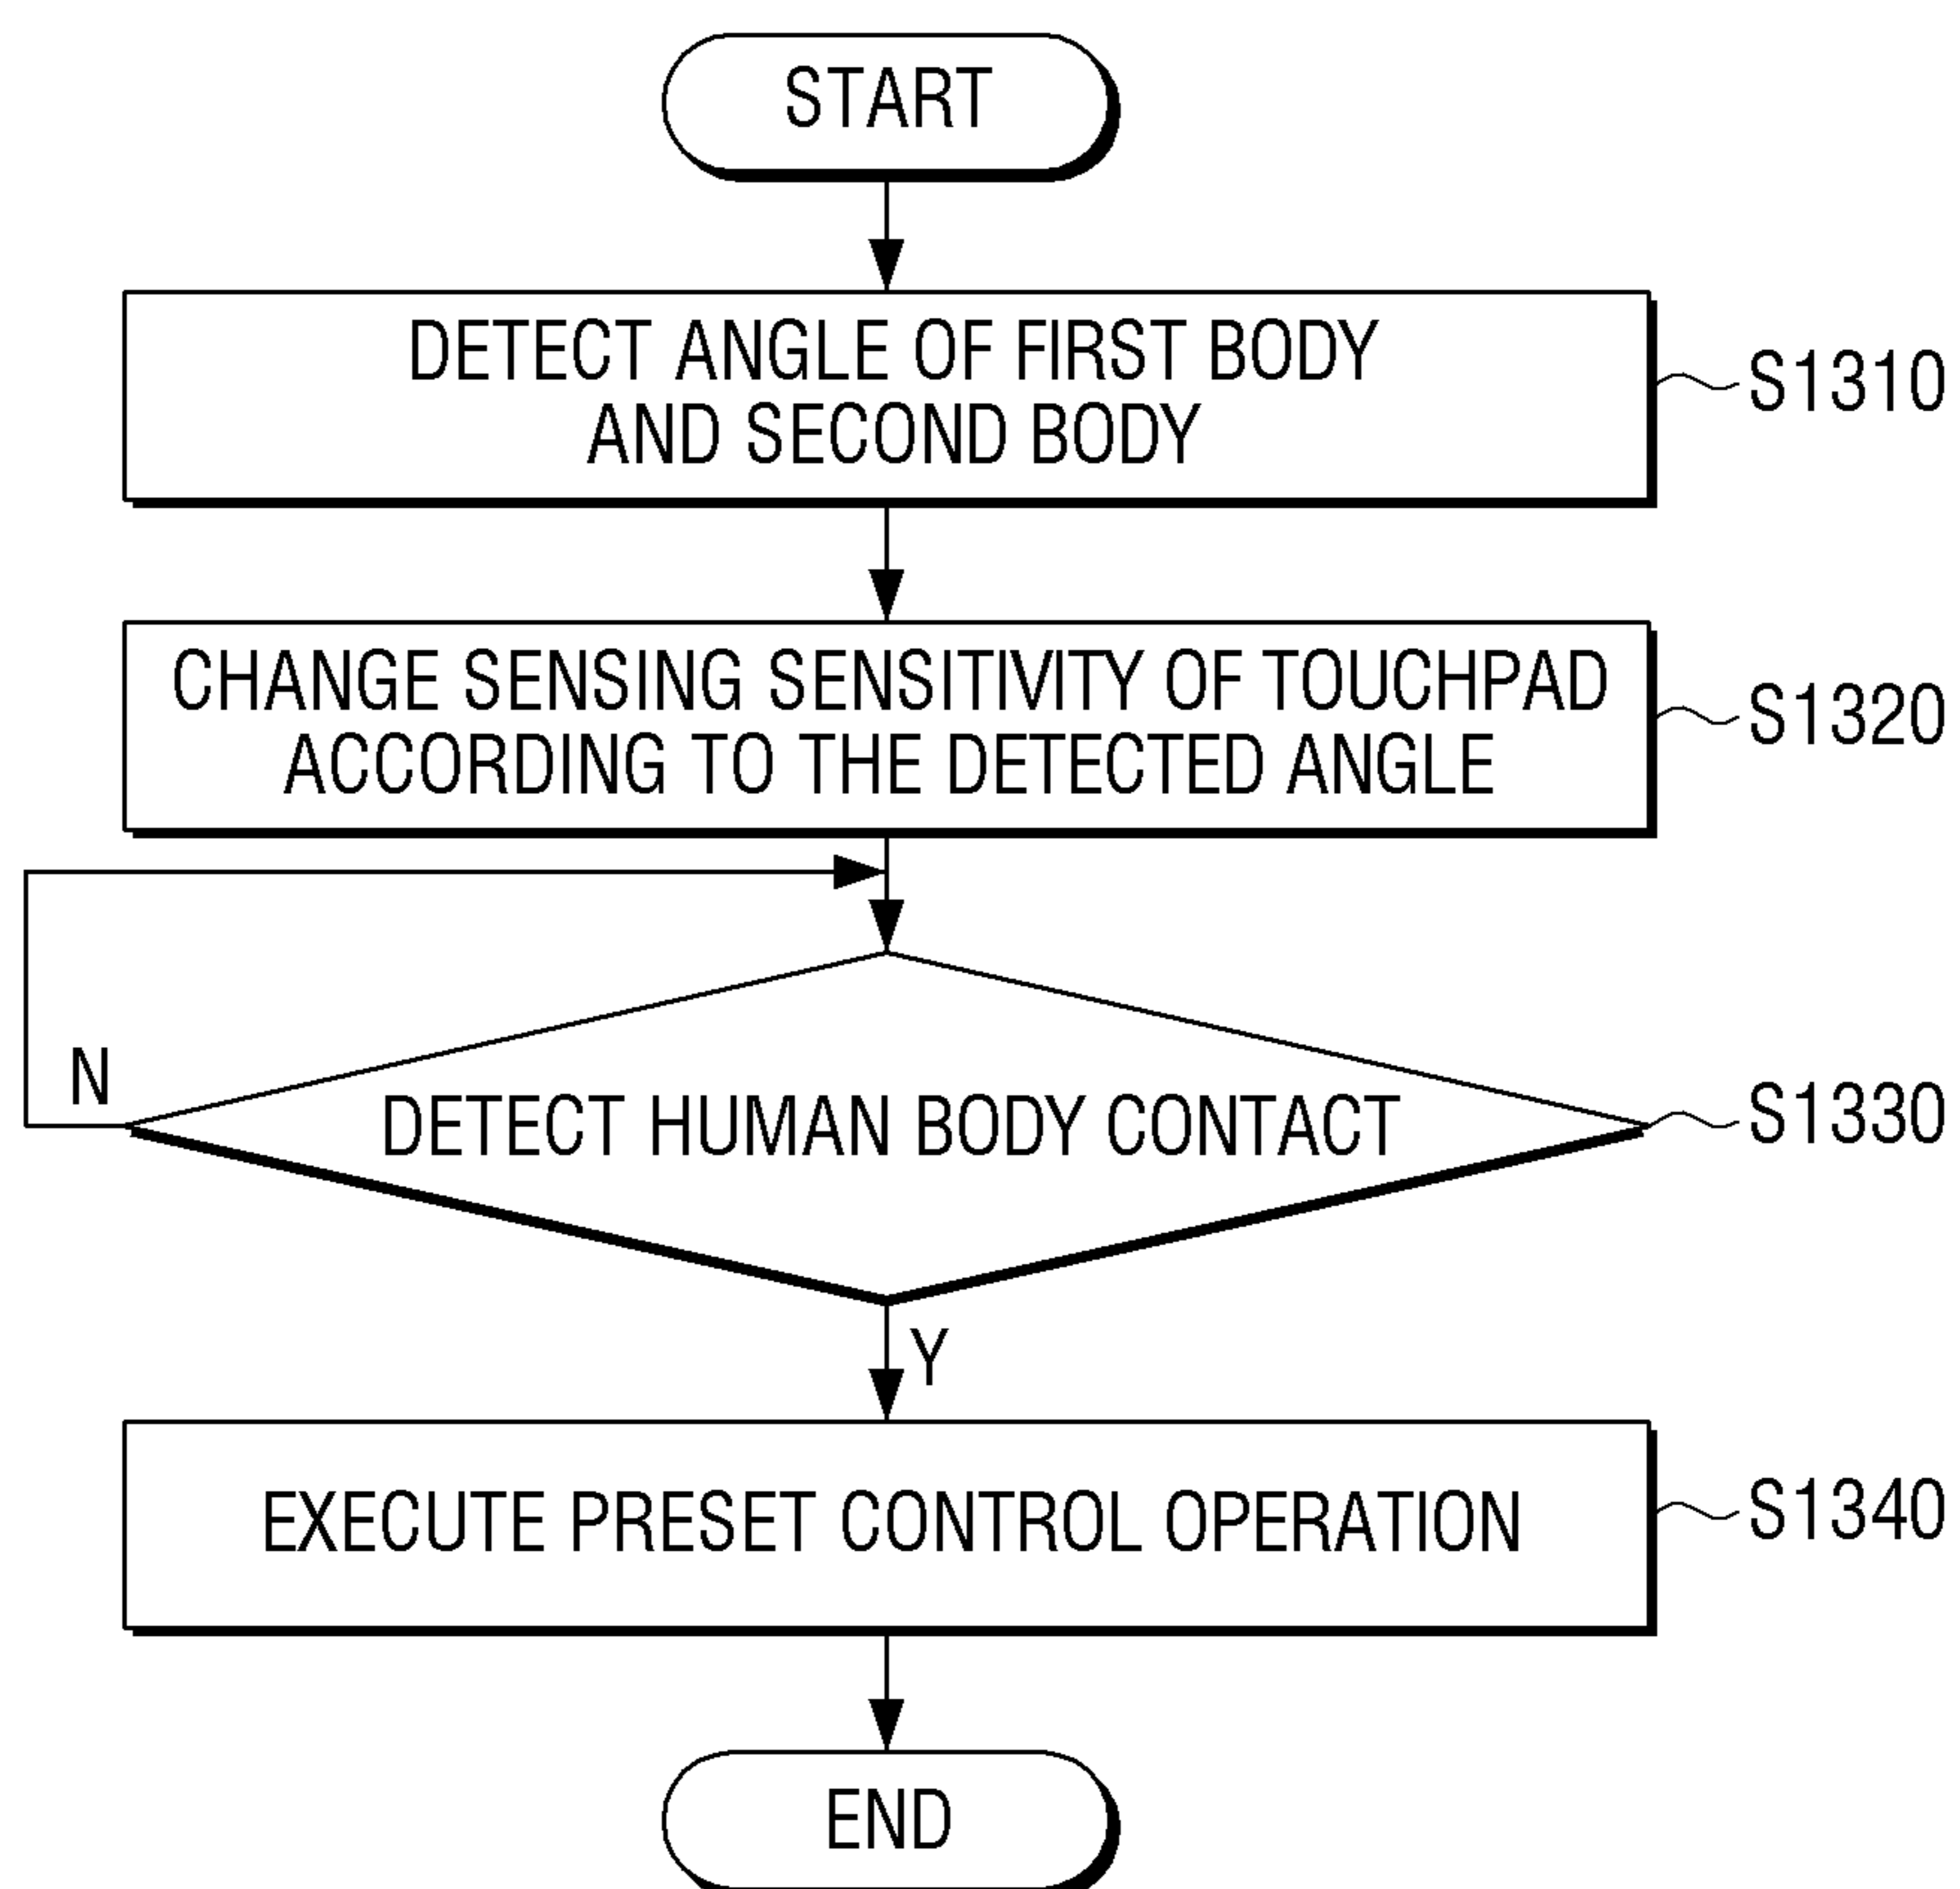 START
DETECT ANGLE OF FIRST BODY
AND SECOND BODY
S1310
CHANGE SENSING SENSITIVITY OF TOUCHPAD
ACCORDING TO THE DETECTED ANGLE
S1320
N
DETECT HUMAN BODY CONTACT
S1330
Y
EXECUTE PRESET CONTROL OPERATION
S1340
END